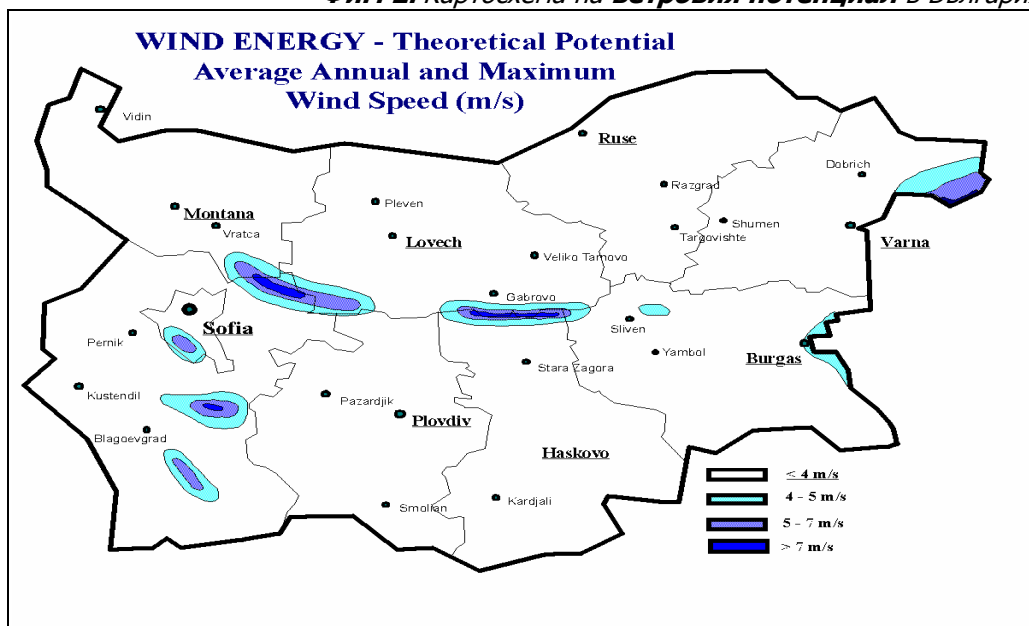 Фиг. 2. Картосхема на ветровия потенциал в България
WIND ENERGY - Theoretical Potential
Average Annual and Maximum
Wind Speed (m/s)
Vidin
Ruse
Dobrich
Razgrad
Pleven
Montana
Shumen
Vratca
Targovishte
Lovech
Varna
Veliko Tarnovo
Gabrovo
Sofia
Sliven
Pernik
Yambol
Burgas
Stara Zagora
Kustendil
Pazardjik
Plovdiv
Blagoevgrad
Haskovo
< 4 m/s
4 - 5 m/s
Kardjali
Smolian
5 - 7 m/s
> 7 m/s